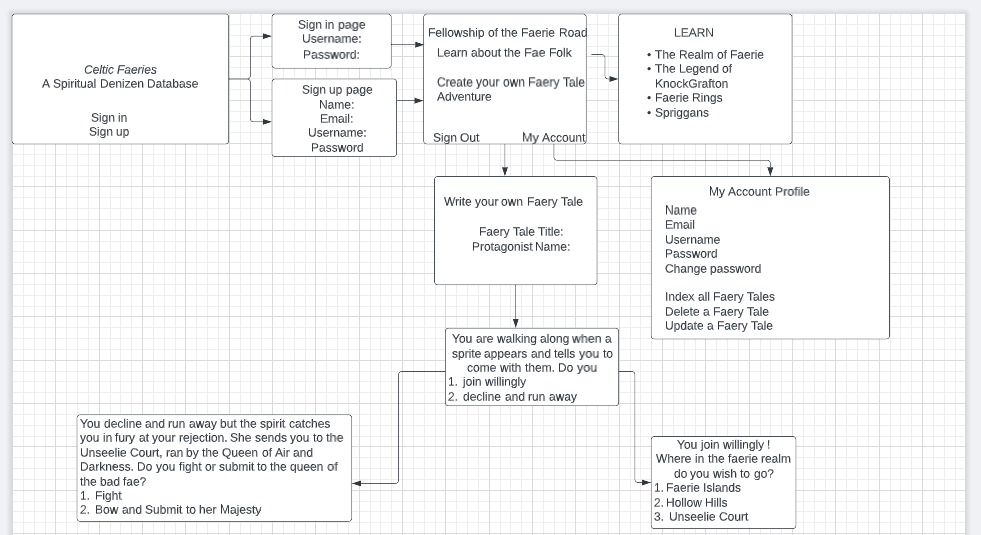 Celtic Faeries
A Spiritual Denizen Database
Sign in
Sign up
Sign in page
Username:
Password:
Sign up page
Name:
Email:
Username:
Password
Fellowship of the Faerie Road
Learn about the Fae Folk
Create your own Faery Tale
Adventure
Sign Out My Account
LEARN
• The Realm of Faerie
• The Legend of
KnockGrafton
• Faerie Rings
• Spriggans
Write your own Faery Tale
Faery Tale Title:
Protagonist Name:
My Account Profile
Name
Email
Username
Password
Change password
Index all Faery Tales
Delete a Faery Tale
Update a Faery Tale
You are walking along when a
sprite appears and tells you to
come with them. Do you
1. join willingly
2. decline and run away
You decline and run away but the spirit catches
you in fury at your rejection. She sends you to the
Unseelie Court, ran by the Queen of Air and
Darkness. Do you fight or submit to the queen of
the bad fae?
1. Fight
2. Bow and Submit to her Majesty
You join willingly !
Where in the faerie realm
do you wish to go?
1. Faerie Islands
2. Hollow Hills
3. Unseelie Court